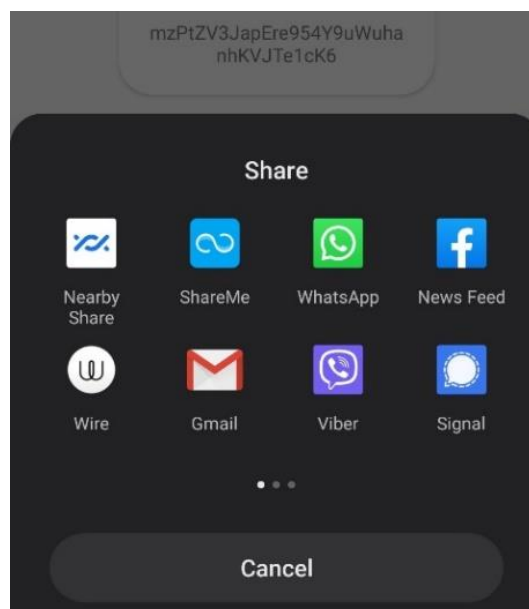 mzPtZV3JapEre954Y9uWuha
nhKVJTe1cK6
Share
Nearby
Share
ShareMe
WhatsApp
News Feed
Wire
Gmail
Viber
Signal
Cancel